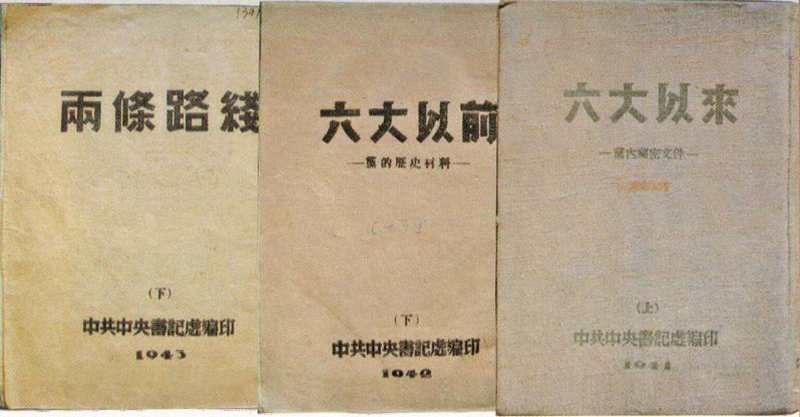 兩條路綫
(下)
中共中央書記處編印
1943
六大以前
—黨的歷史材料—
(下)
中共中央書記處編印
1942
六大以來
—黨內秘密文件—
(上)
中共中央書記處編印
1941